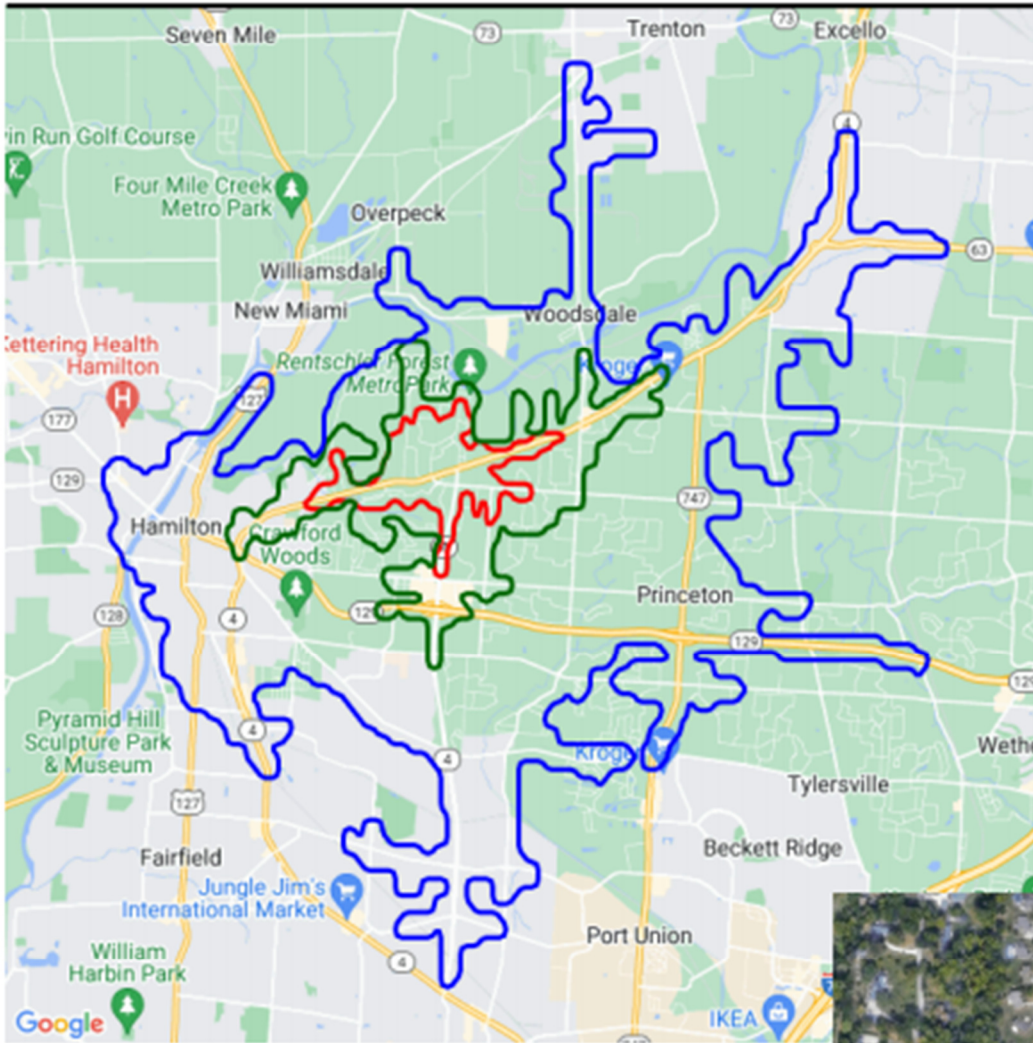 Seven Mile
73
Trenton
73
Excello
4
in Run Golf Course
Four Mile Creek
Metro Park
Overpeck
63
Williamsdale
New Miami
Woodsdale
Kettering Health
Hamilton
Rentschler Forest
MetroPark
Kroger
127
177
129
747
Hamilton
Crawford
Woods
Princeton
128
4
129
129
129
Pyramid Hill
Sculpture Park
& Museum
4
4
Kroger
Tylersville
127
Fairfield
Beckett Ridge
Jungle Jim's
International Market
4
Port Union
William
Harbin Park
IKEA
Google